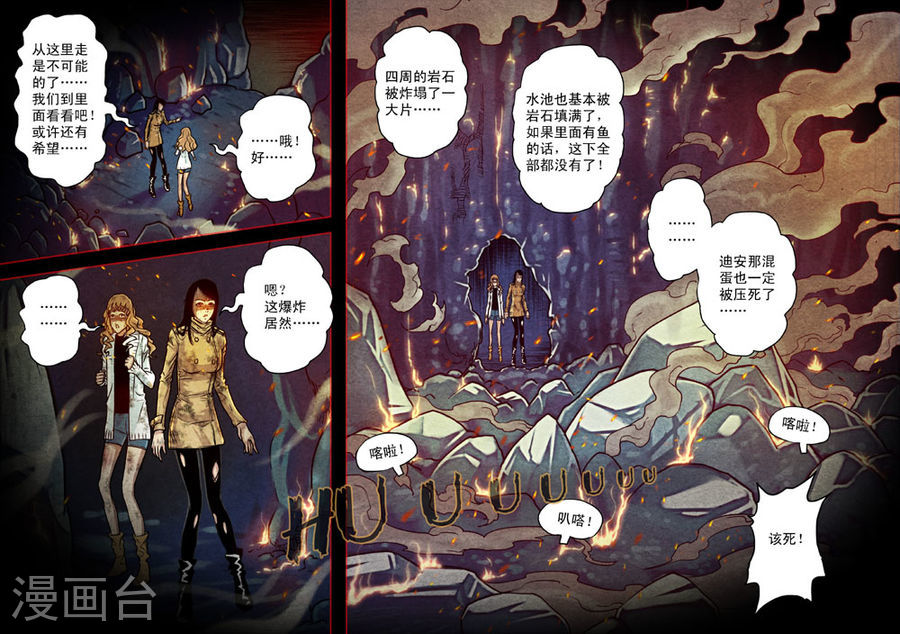 从这里走
是不可能
的了……
我们到里
面看看吧！
或许还有
希望……
……哦！
好……
嗯？
这爆炸
居然……
……
……
四周的岩石
被炸塌了一
大片……
水池也基本被
岩石填满了，
如果里面有鱼
的话，这下全
部都没有了！
……
……
迪安那混
蛋也一定
被压死了
……
喀啦！
喀啦！
叭嗒！
该死！
HUUUUUUUU
漫画台